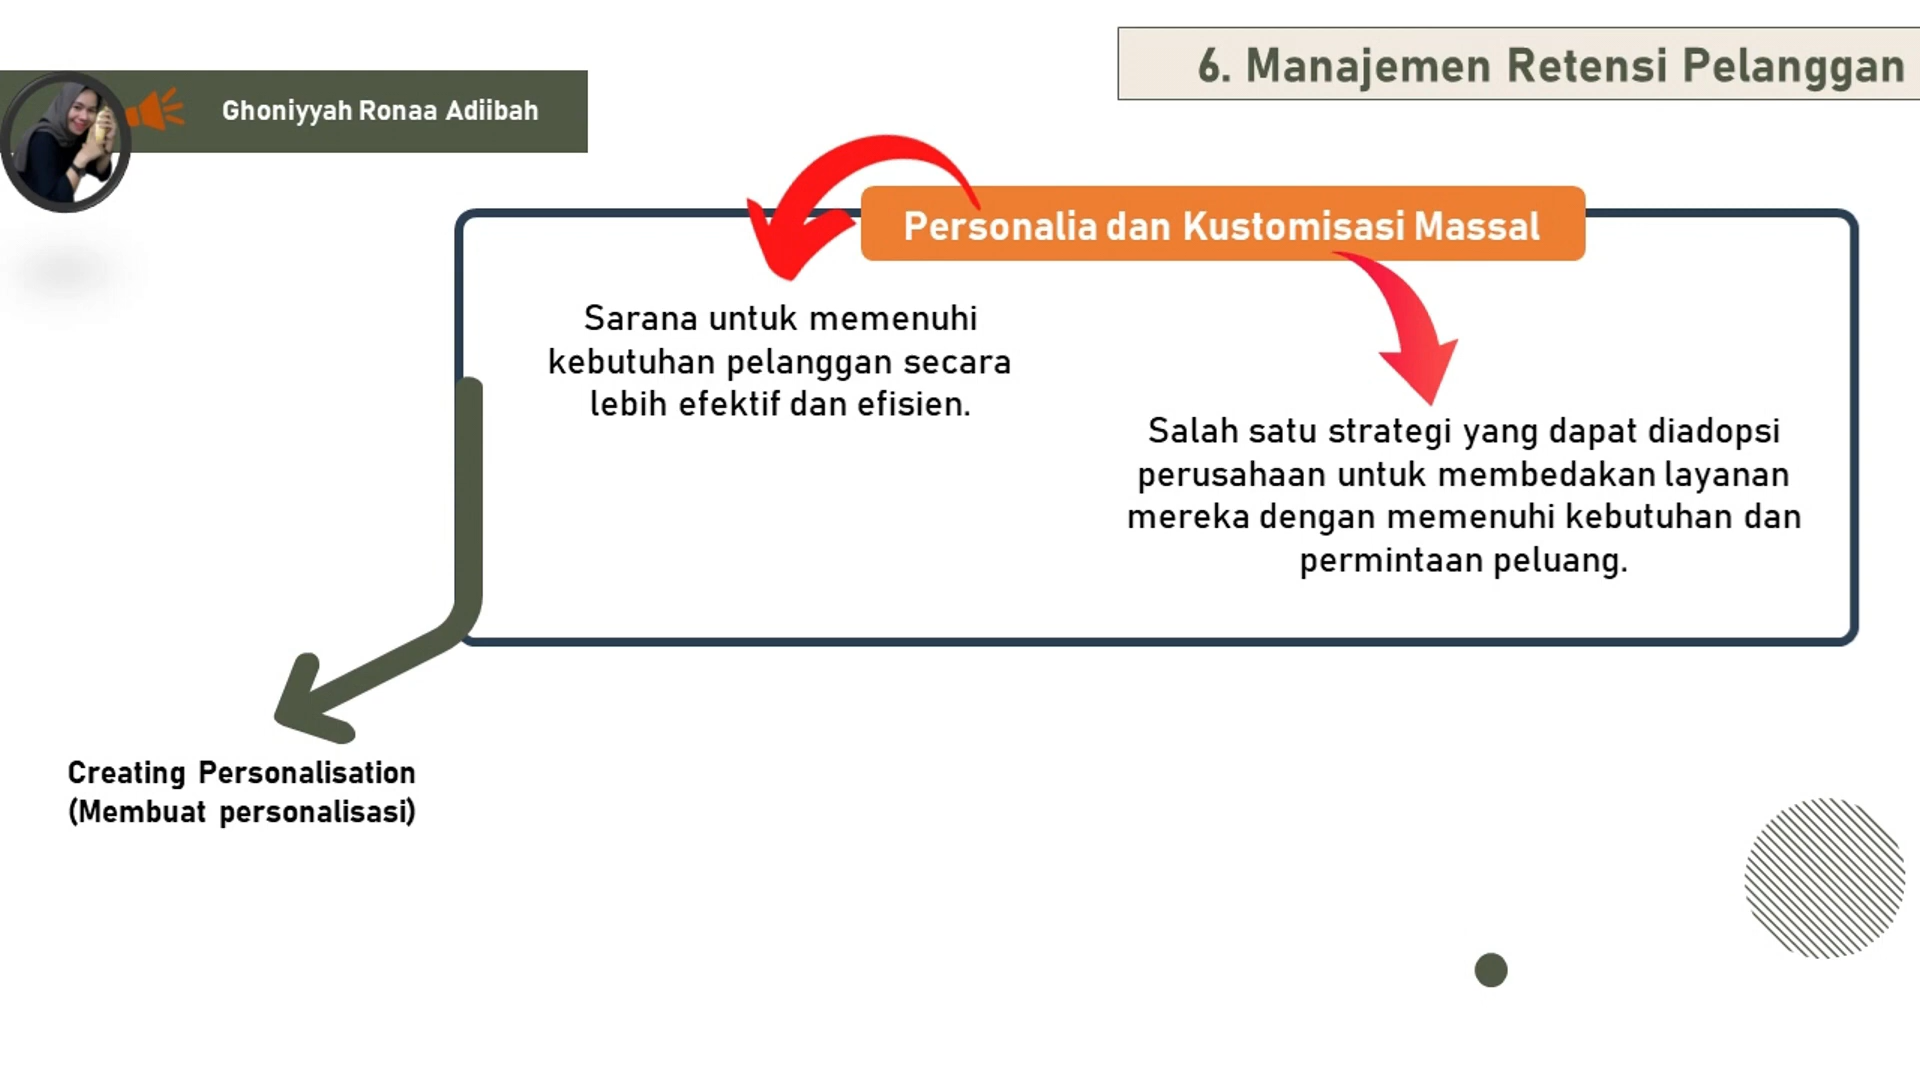 6. Manajemen Retensi Pelanggan
Ghoniyyah Ronaa Adiibah
Personalia dan Kustomisasi Massal
Sarana untuk memenuhi
kebutuhan pelanggan secara
lebih efektif dan efisien.
Salah satu strategi yang dapat diadopsi
perusahaan untuk membedakan layanan
mereka dengan memenuhi kebutuhan dan
permintaan peluang.
Creating Personalisation
(Membuat personalisasi)